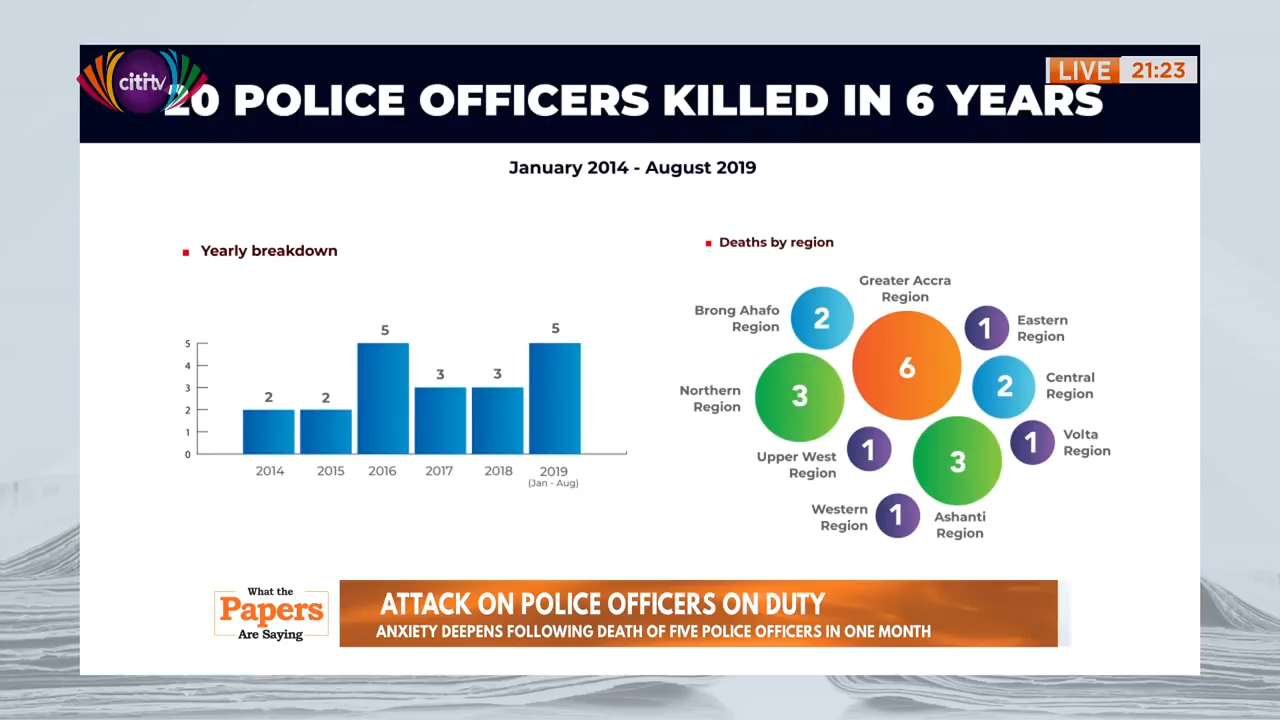 citi tv
LIVE 21:23
20 POLICE OFFICERS KILLED IN 6 YEARS
January 2014 - August 2019
Yearly breakdown
5
4
3
2
1
0
2
2
5
3
3
5
2014
2015
2016
2017
2018
2019
(Jan - Aug)
Deaths by region
Greater Accra
Region
6
Brong Ahafo
Region
2
Eastern
Region
1
Northern
Region
3
Central
Region
2
Upper West
Region
1
Volta
Region
1
Western
Region
1
Ashanti
Region
3
What the
Papers
Are Saying
ATTACK ON POLICE OFFICERS ON DUTY
ANXIETY DEEPENS FOLLOWING DEATH OF FIVE POLICE OFFICERS IN ONE MONTH